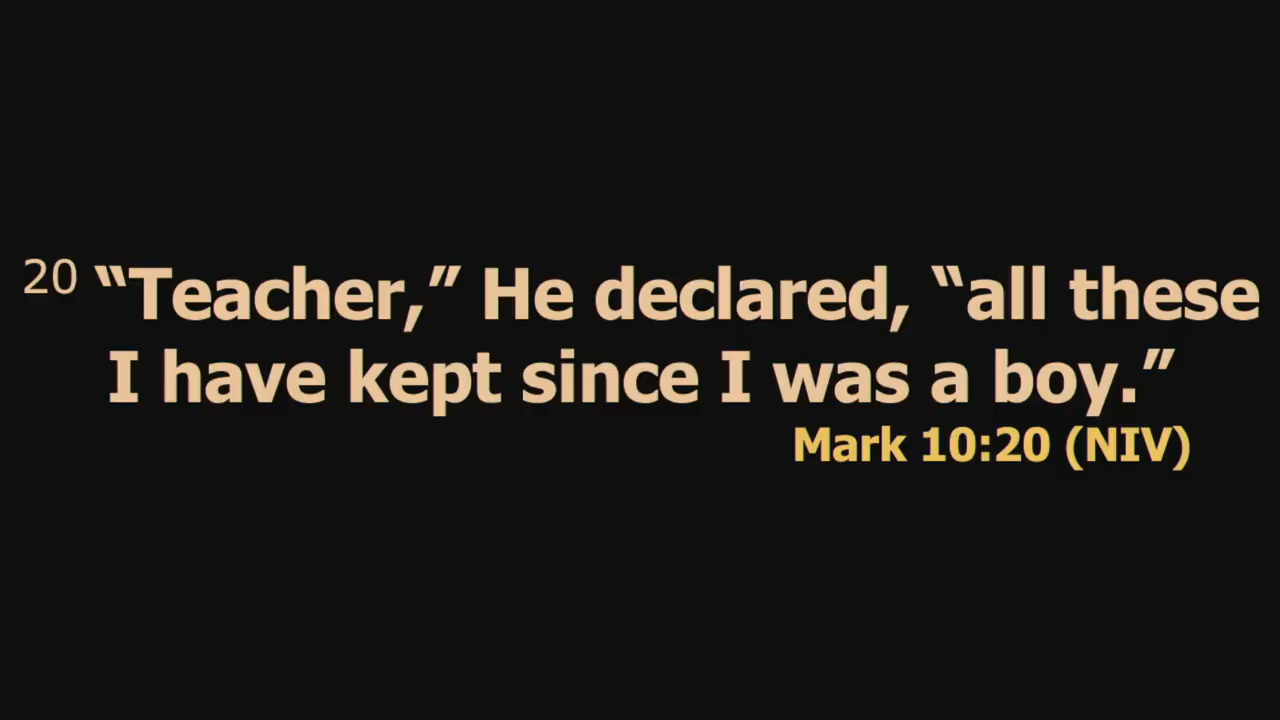 20 “Teacher,” He declared, “all these
I have kept since I was a boy.”
Mark 10:20 (NIV)